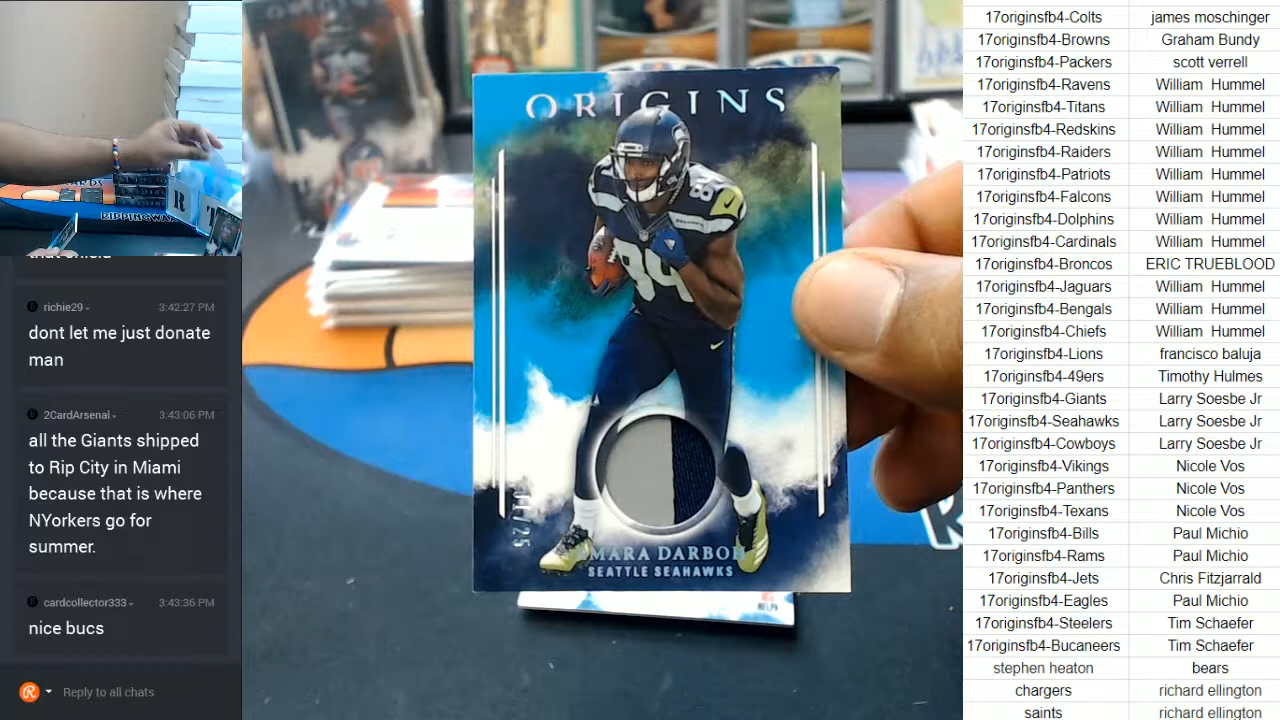 richie29
3:42:27 PM
dont let me just donate
man
2CardArsenal
3:43:06 PM
all the Giants shipped
to Rip City in Miami
because that is where
NYorkers go for
summer.
cardcollector333
3:43:36 PM
nice bucs
Reply to all chats
ORIGINS
84
/25
MARA DARBOH
SEATTLE SEAHAWKS
NFLPA
17originsfb4-Colts james moschinger
17originsfb4-Browns Graham Bundy
17originsfb4-Packers scott verrell
17originsfb4-Ravens William Hummel
17originsfb4-Titans William Hummel
17originsfb4-Redskins William Hummel
17originsfb4-Raiders William Hummel
17originsfb4-Patriots William Hummel
17originsfb4-Falcons William Hummel
17originsfb4-Dolphins William Hummel
17originsfb4-Cardinals William Hummel
17originsfb4-Broncos ERIC TRUEBLOOD
17originsfb4-Jaguars William Hummel
17originsfb4-Bengals William Hummel
17originsfb4-Chiefs William Hummel
17originsfb4-Lions francisco baluja
17originsfb4-49ers Timothy Hulmes
17originsfb4-Giants Larry Soesbe Jr
17originsfb4-Seahawks Larry Soesbe Jr
17originsfb4-Cowboys Larry Soesbe Jr
17originsfb4-Vikings Nicole Vos
17originsfb4-Panthers Nicole Vos
17originsfb4-Texans Nicole Vos
17originsfb4-Bills Paul Michio
17originsfb4-Rams Paul Michio
17originsfb4-Jets Chris Fitzjarrald
17originsfb4-Eagles Paul Michio
17originsfb4-Steelers Tim Schaefer
17originsfb4-Bucaneers Tim Schaefer
stephen heaton bears
chargers richard ellington
saints richard ellington